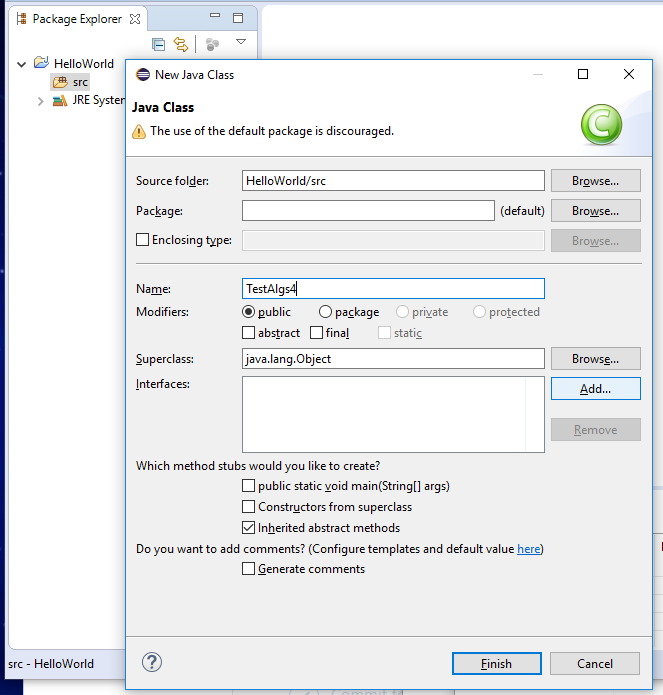 Package Explorer
HelloWorld
src
JRE System
New Java Class
Java Class
The use of the default package is discouraged.
Source folder: HelloWorld/src Browse...
Package: (default) Browse...
Enclosing type: Browse...
Name: TestAlgs4
Modifiers: public package private protected
abstract final static
Superclass: java.lang.Object Browse...
Interfaces: Add...
Remove
Which method stubs would you like to create?
public static void main(String[] args)
Constructors from superclass
Inherited abstract methods
Do you want to add comments? (Configure templates and default value here)
Generate comments
src - HelloWorld
? Finish Cancel
Commit